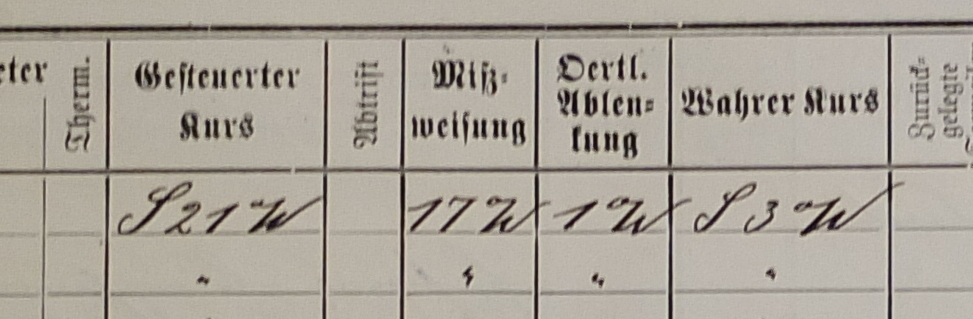 eter Therm. Gesteuerter Kurs Abtrift Miß-weisung Oertl. Ablen-kung Wahrer Kurs Zurück-gelegte
S 21 W 17 W 1 W S 3 W
" " " "